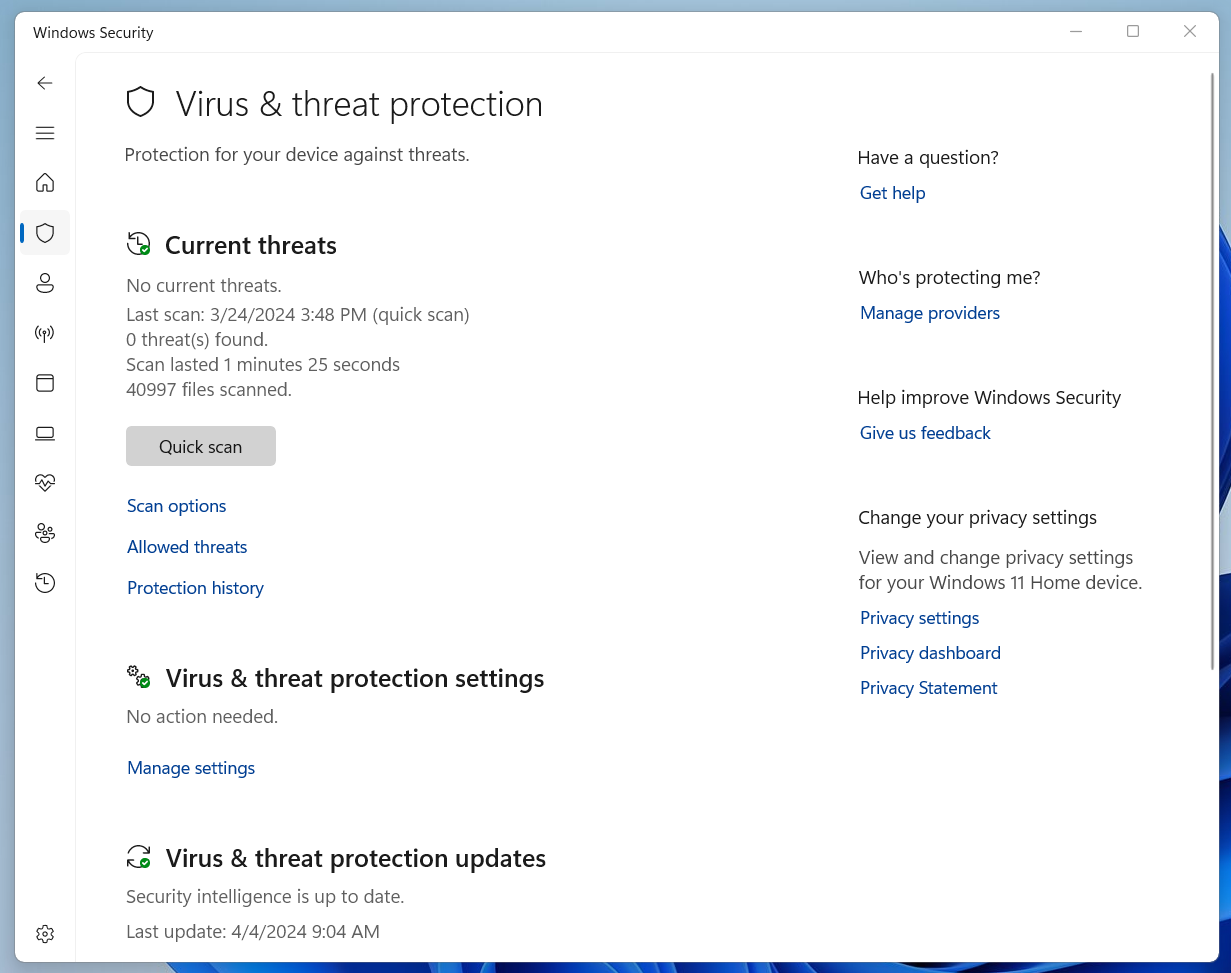 Windows Security
Virus & threat protection
Protection for your device against threats.
Current threats
No current threats.
Last scan: 3/24/2024 3:48 PM (quick scan)
0 threat(s) found.
Scan lasted 1 minutes 25 seconds
40997 files scanned.
Quick scan
Scan options
Allowed threats
Protection history
Virus & threat protection settings
No action needed.
Manage settings
Virus & threat protection updates
Security intelligence is up to date.
Last update: 4/4/2024 9:04 AM
Have a question?
Get help
Who's protecting me?
Manage providers
Help improve Windows Security
Give us feedback
Change your privacy settings
View and change privacy settings
for your Windows 11 Home device.
Privacy settings
Privacy dashboard
Privacy Statement